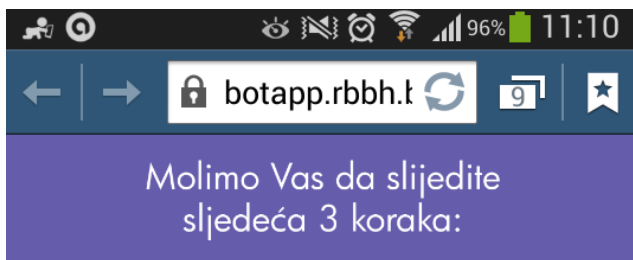 96% 11:10
botapp.rbbh.b
9
Molimo Vas da slijedite
sljedeća 3 koraka: